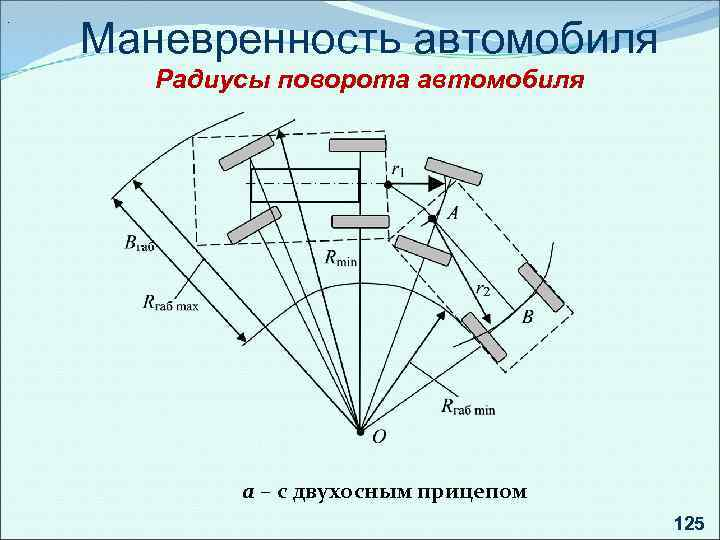 Маневренность автомобиля
Радиусы поворота автомобиля
r1
A
Bгаб
Rmin
r2
Rгаб max
B
Rгаб min
O
а – с двухосным прицепом
125